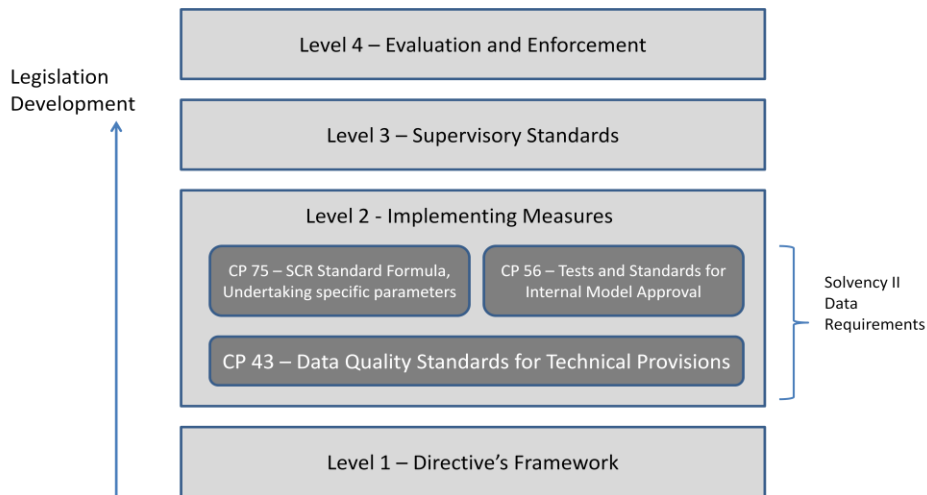 Level 4 – Evaluation and Enforcement
Legislation
Development
Level 3 – Supervisory Standards
Level 2 - Implementing Measures
CP 75 – SCR Standard Formula,
Undertaking specific parameters
CP 56 – Tests and Standards for
Internal Model Approval
Solvency II
Data
Requirements
CP 43 – Data Quality Standards for Technical Provisions
Level 1 – Directive's Framework